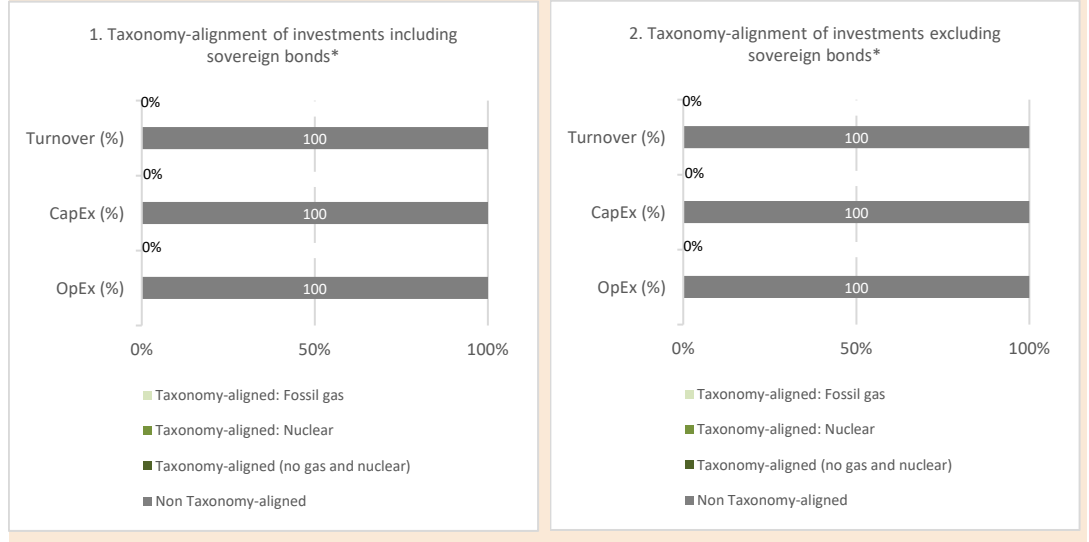 1. Taxonomy-alignment of investments including
sovereign bonds*
0%
Turnover (%)
100
0%
CapEx (%)
100
0%
OpEx (%)
100
0%
50%
100%
Taxonomy-aligned: Fossil gas
Taxonomy-aligned: Nuclear
Taxonomy-aligned (no gas and nuclear)
Non Taxonomy-aligned
2. Taxonomy-alignment of investments excluding
sovereign bonds*
0%
Turnover (%)
100
0%
CapEx (%)
100
0%
OpEx (%)
100
0%
50%
100%
Taxonomy-aligned: Fossil gas
Taxonomy-aligned: Nuclear
Taxonomy-aligned (no gas and nuclear)
Non Taxonomy-aligned